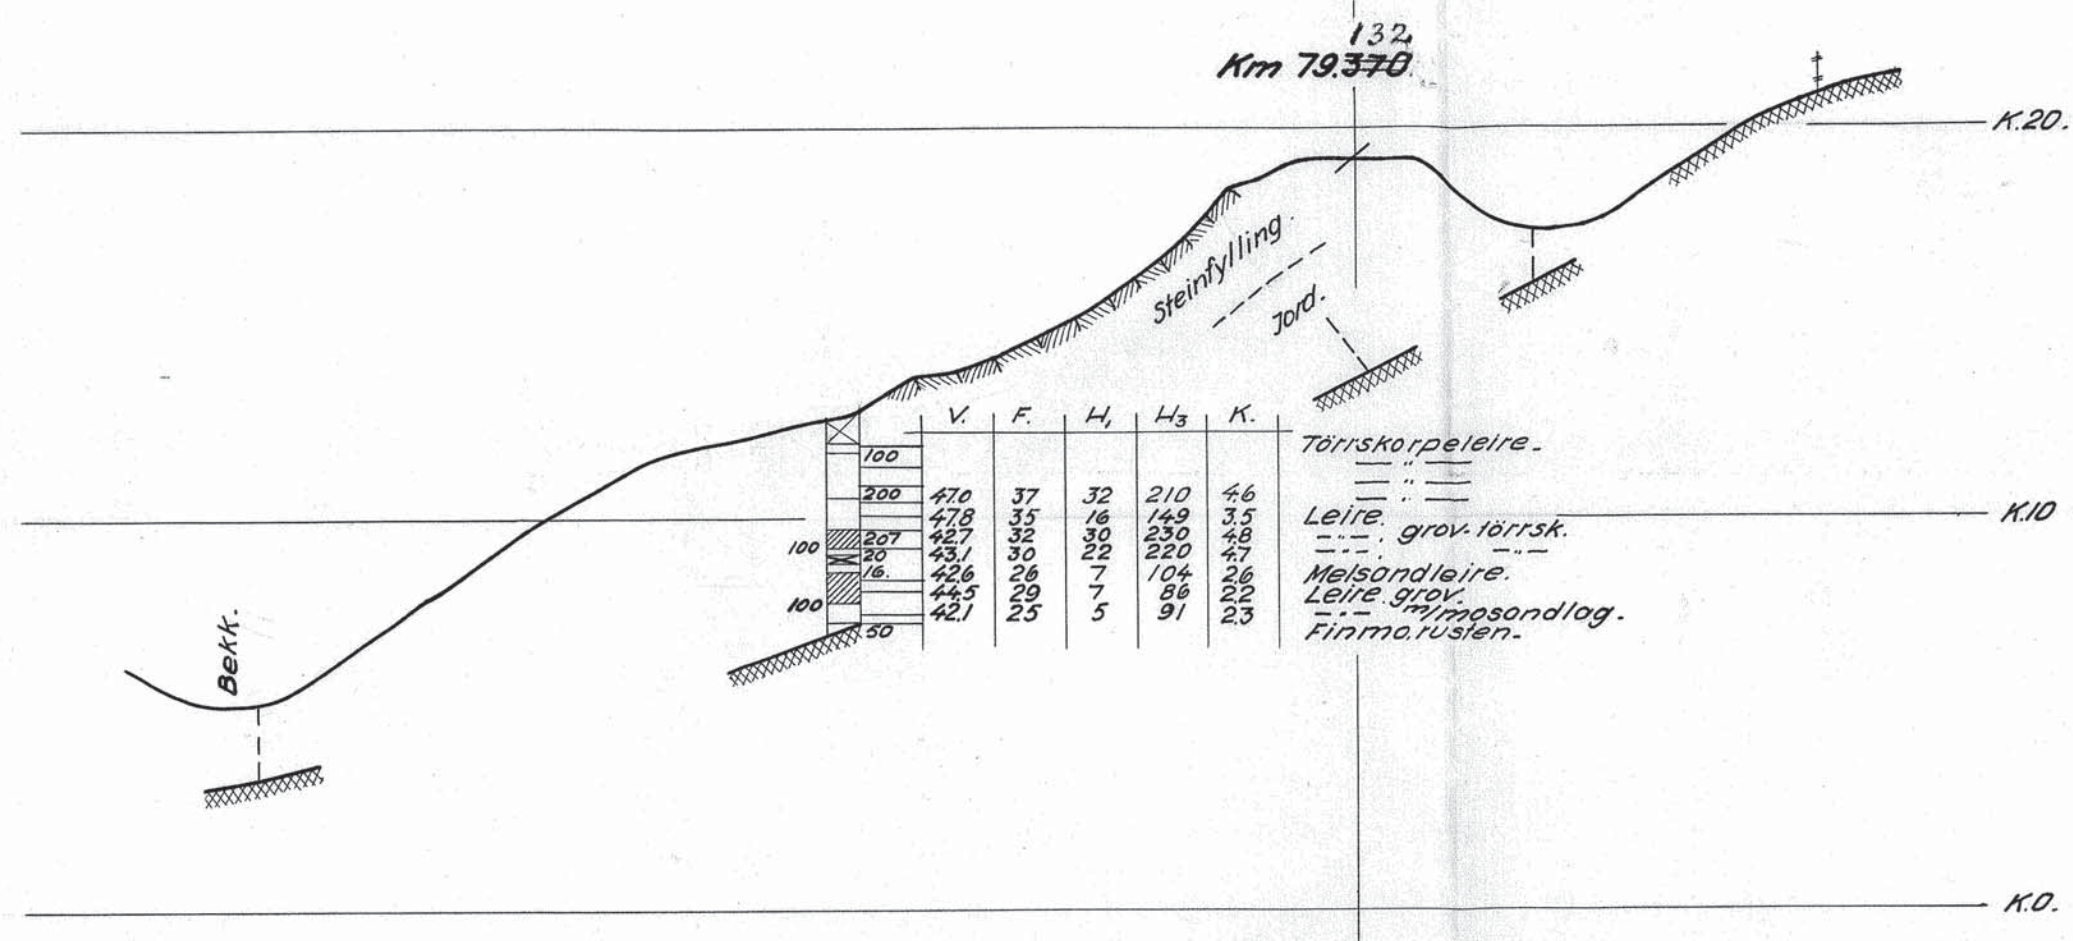 132
Km 79.370
K.20.
Steinfylling.
Jord.
V. F. H₁ H₃ K.
Törrskorpeleire.
100
— " —
— " —
200 47.0 37 32 210 4.6
47.8 35 16 149 3.5 Leire.
K.10
100 207 42.7 32 30 230 4.8 -"- , grov. törrsk.
20 43.1 30 22 220 4.7 -"- . -"-
16. 42.6 26 7 104 2.6 Melsandleire.
44.5 29 7 86 2.2 Leire. grov.
100 42.1 25 5 91 2.3 -"- m/mosandlag.
50 Finmo.rusten.
Bekk.
K.0.